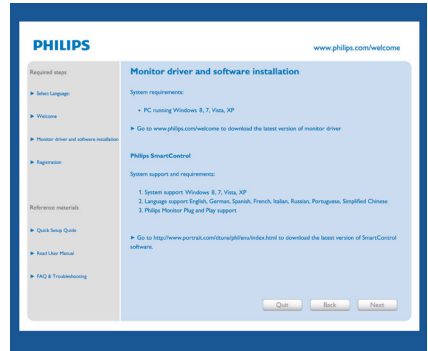 PHILIPS
www.philips.com/welcome
Required steps
► Select Language:
► Welcome
► Monitor driver and software installation
► Registration
Reference materials
► Quick Setup Quide
► Read User Manual
► FAQ & Troubleshooting
Monitor driver and software installation
System requirements:
• PC running Windows 8, 7, Vista, XP
► Go to www.philips.com/welcome to download the latest version of monitor driver
Philips SmartControl
System support and requirements:
1. System support Windows 8, 7, Vista, XP
2. Language support English, German, Spanish, French, Italian, Russian, Portuguese, Simplified Chinese
3. Philips Monitor Plug and Play support
► Go to http://www.portrait.com/dtune/phl/enu/index.html to download the latest version of SmartControl
software.
Quit
Back
Next